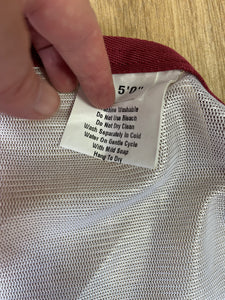 5'0"
Washable
Do Not Use Bleach
Do Not Dry Clean
Wash Separately In Cold
Water On Gentle Cycle
With Mild Soap
Hang To Dry